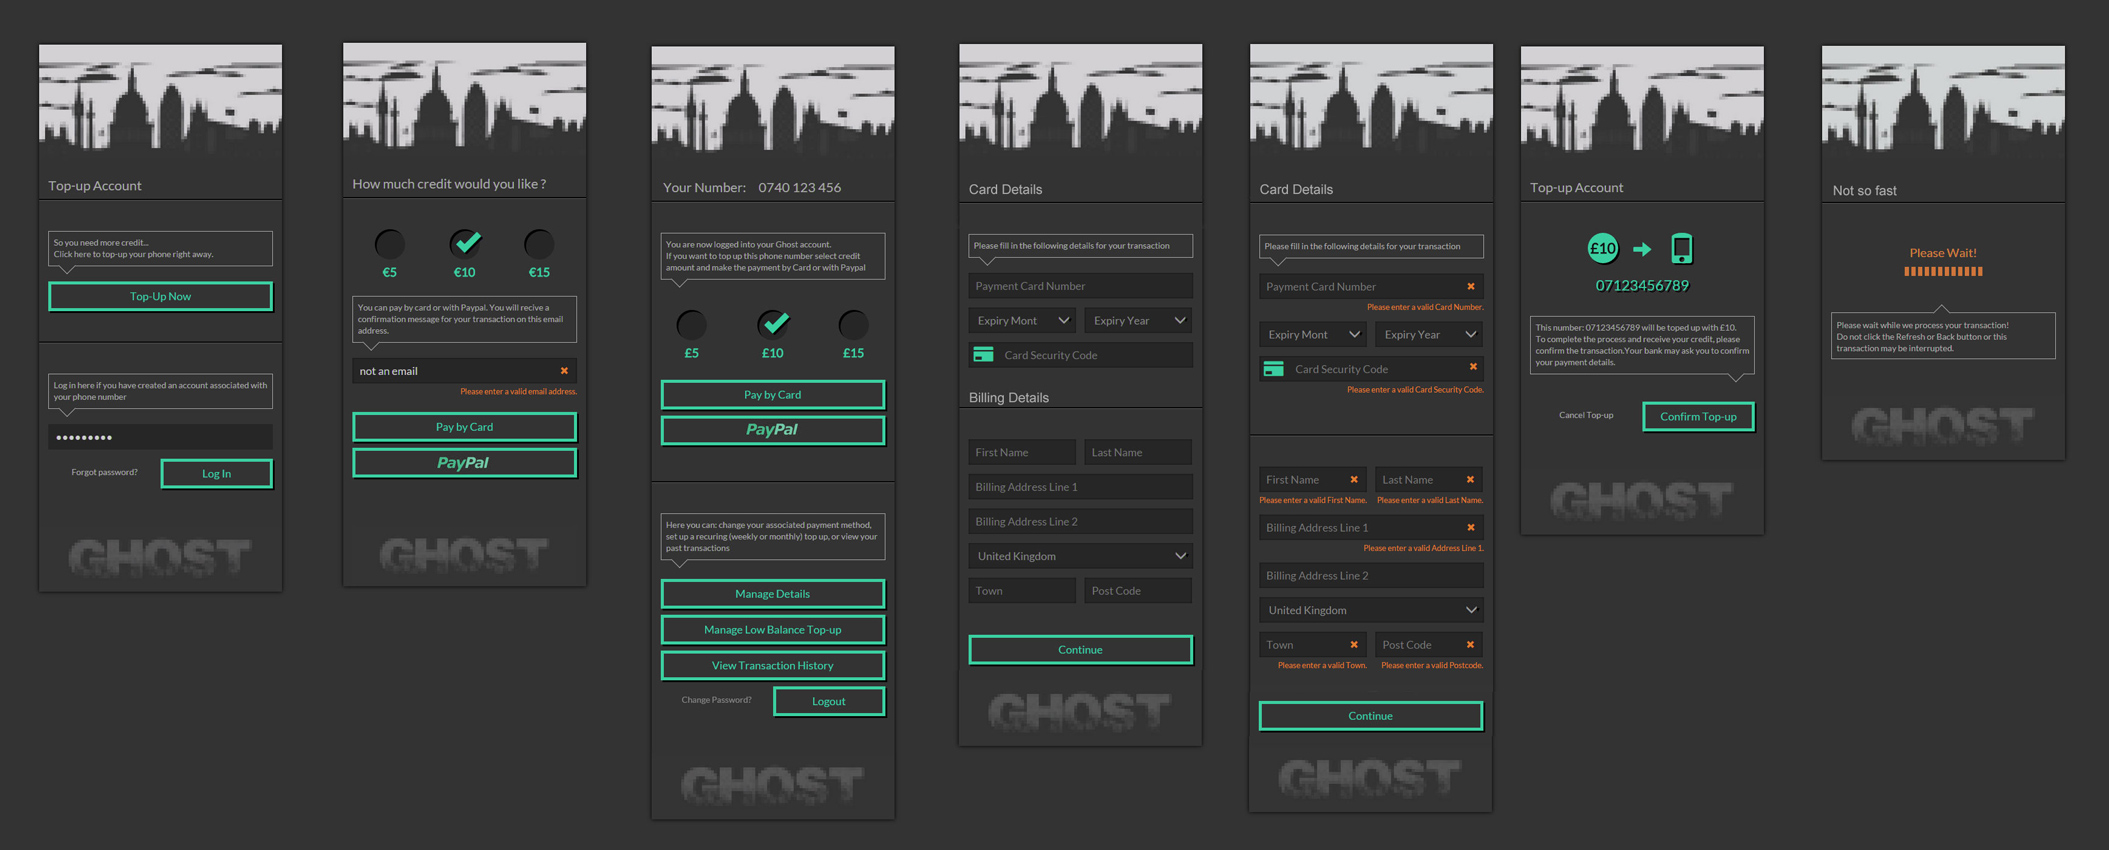 Top-up Account
So you need more credit...
Click here to top-up your phone right away.
Top-Up Now
Log in here if you have created an account associated with
your phone number
Forgot password?
Log In
GHOST
How much credit would you like ?
€5
€10
€15
You can pay by card or with Paypal. You will recive a
confirmation message for your transaction on this email
address.
not an email
Please enter a valid email address.
Pay by Card
PayPal
GHOST
Your Number: 0740 123 456
You are now logged into your Ghost account.
If you want to top up this phone number select credit
amount and make the payment by Card or with Paypal
£5
£10
£15
Pay by Card
PayPal
Here you can: change your associated payment method,
set up a recuring (weekly or monthly) top up, or view your
past transactions
Manage Details
Manage Low Balance Top-up
View Transaction History
Change Password?
Logout
GHOST
Card Details
Please fill in the following details for your transaction
Payment Card Number
Expiry Mont
Expiry Year
Card Security Code
Billing Details
First Name
Last Name
Billing Address Line 1
Billing Address Line 2
United Kingdom
Town
Post Code
Continue
GHOST
Card Details
Please fill in the following details for your transaction
Payment Card Number
Please enter a valid Card Number.
Expiry Mont
Expiry Year
Card Security Code
Please enter a valid Card Security Code.
First Name
Last Name
Please enter a valid First Name.
Please enter a valid Last Name.
Billing Address Line 1
Please enter a valid Address Line 1.
Billing Address Line 2
United Kingdom
Town
Post Code
Please enter a valid Town.
Please enter a valid Postcode.
Continue
GHOST
Top-up Account
£10
07123456789
This number: 07123456789 will be toped up with £10.
To complete the process and receive your credit, please
confirm the transaction.Your bank may ask you to confirm
your payment details.
Cancel Top-up
Confirm Top-up
GHOST
Not so fast
Please Wait!
Please wait while we process your transaction!
Do not click the Refresh or Back button or this
transaction may be interrupted.
GHOST